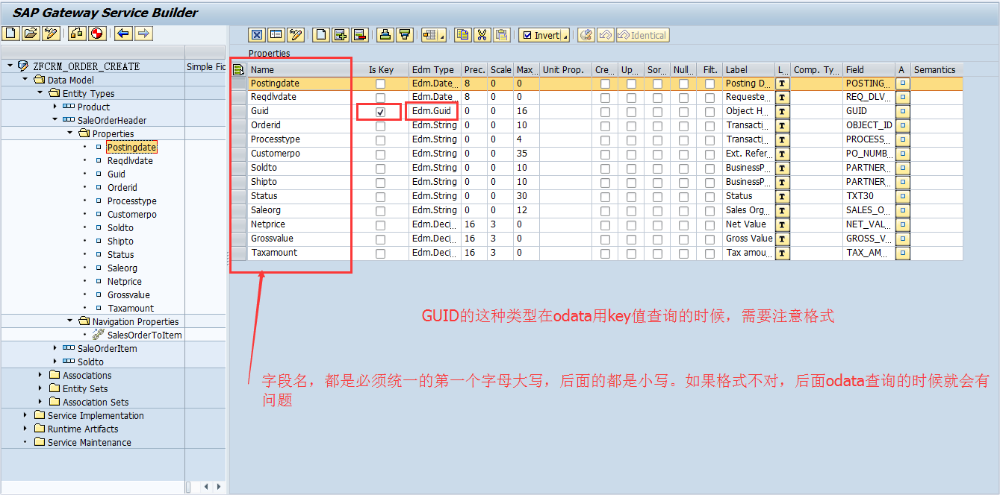 SAP Gateway Service Builder
Properties
ZFCRM_ORDER_CREATE
Simple Fic
Data Model
Entity Types
Product
SaleOrderHeader
Properties
Postingdate
Reqdlvdate
Guid
Orderid
Processtype
Customerpo
Soldto
Shipto
Status
Saleorg
Netprice
Grossvalue
Taxamount
Navigation Properties
SalesOrderToItem
SaleOrderItem
Soldto
Associations
Entity Sets
Association Sets
Service Implementation
Runtime Artifacts
Service Maintenance
Invert
Identical
Name Is Key Edm Type Prec. Scale Max... Unit Prop. Cre... Up... Sor... Null... Filt. Label L... Comp. Ty... Field A Semantics
Postingdate Edm.Date... 8 0 0 Posting D... T POSTING...
Reqdlvdate Edm.Date... 8 0 0 Requeste... T REQ_DLV...
Guid Edm.Guid 0 0 16 Object H... T GUID
Orderid Edm.String 0 0 10 Transacti... T OBJECT_ID
Processtype Edm.String 0 0 4 Transacti... T PROCESS...
Customerpo Edm.String 0 0 35 Ext. Refer... T PO_NUMB...
Soldto Edm.String 0 0 10 BusinessP... T PARTNER...
Shipto Edm.String 0 0 10 BusinessP... T PARTNER...
Status Edm.String 0 0 30 Status T TXT30
Saleorg Edm.String 0 0 12 Sales Org... T SALES_O...
Netprice Edm.Deci... 16 3 0 Net Value T NET_VAL...
Grossvalue Edm.Deci... 16 3 0 Gross Value T GROSS_V...
Taxamount Edm.Deci... 16 3 0 Tax amou... T TAX_AM...
GUID的这种类型在odata用key值查询的时候，需要注意格式
字段名，都是必须统一的第一个字母大写，后面的都是小写。如果格式不对，后面odata查询的时候就会有
问题